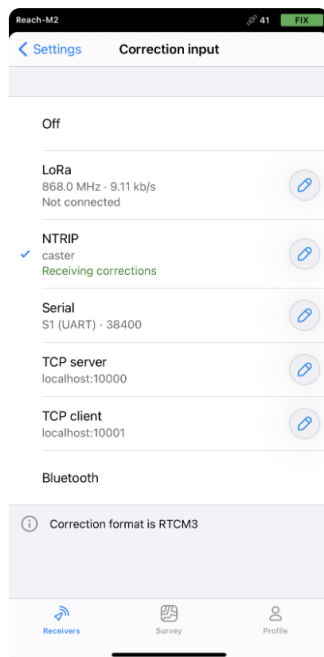 Reach-M2 41 FIX
Settings Correction input
Off
LoRa
868.0 MHz · 9.11 kb/s
Not connected
NTRIP
caster
Receiving corrections
Serial
S1 (UART) · 38400
TCP server
localhost:10000
TCP client
localhost:10001
Bluetooth
Correction format is RTCM3
Receivers Survey Profile